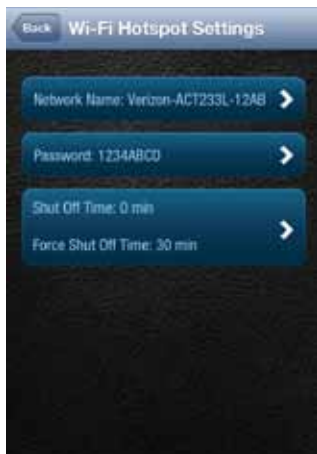 Back
Wi-Fi Hotspot Settings
Network Name: Verizon-ACT233L-12AB
Password: 1234ABCD
Shut Off Time: 0 min
Force Shut Off Time: 30 min